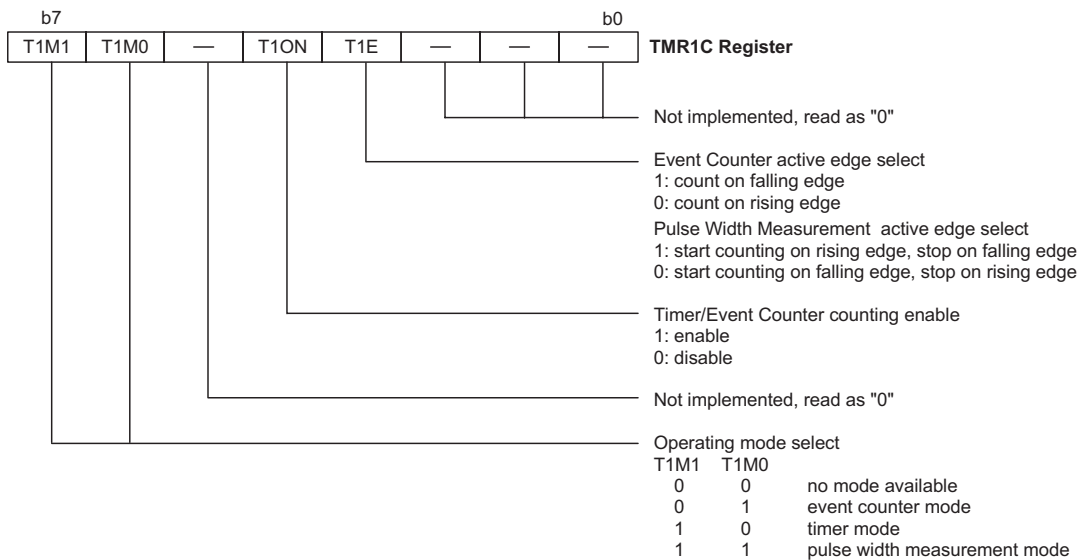 b7 b0
T1M1 T1M0 — T1ON T1E — — — TMR1C Register
Not implemented, read as "0"
Event Counter active edge select
1: count on falling edge
0: count on rising edge
Pulse Width Measurement active edge select
1: start counting on rising edge, stop on falling edge
0: start counting on falling edge, stop on rising edge
Timer/Event Counter counting enable
1: enable
0: disable
Not implemented, read as "0"
Operating mode select
T1M1 T1M0
0 0 no mode available
0 1 event counter mode
1 0 timer mode
1 1 pulse width measurement mode